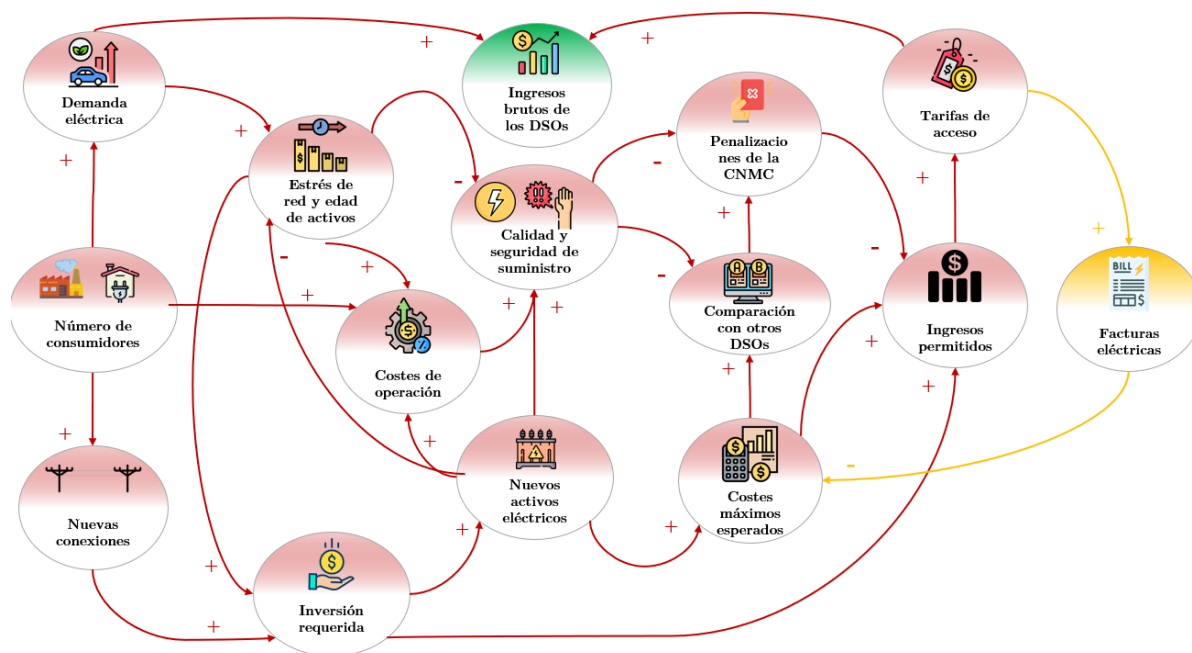 Demanda
eléctrica
Ingresos
brutos de
los DSOs
Tarifas de
acceso
Estrés de
red y edad
de activos
Penalizacio
nes de la
CNMC
Calidad y
seguridad de
suministro
Número de
consumidores
Costes de
operación
A
B
Comparación
con otros
DSOs
Ingresos
permitidos
BILL
Facturas
eléctricas
Nuevas
conexiones
Nuevos
activos
eléctricos
Costes
máximos
esperados
Inversión
requerida